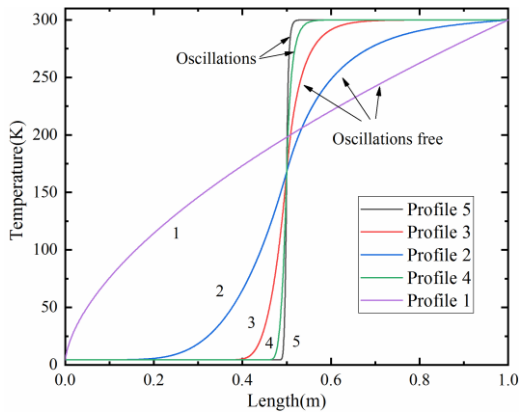 300
250
200
150
100
50
0
Temperature(K)
Oscillations
Oscillations free
1
2
3
4
5
Profile 5
Profile 3
Profile 2
Profile 4
Profile 1
0.0 0.2 0.4 0.6 0.8 1.0
Length(m)